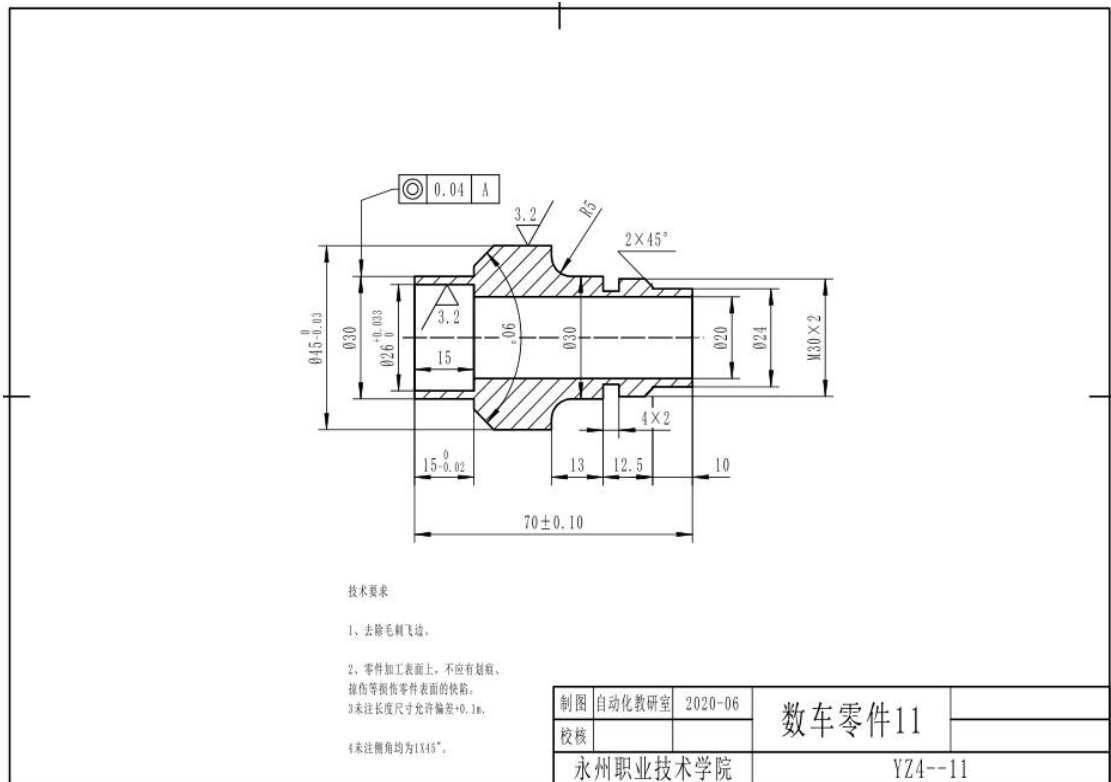 0.04 A
3.2
R5
2×45°
Ø45 0 -0.03
Ø30
Ø26 +0.033 0
3.2
15
90°
Ø30
Ø20
Ø24
M30×2
4×2
15 0 -0.02
13
12.5
10
70±0.10
技术要求
1、去除毛刺飞边。
2、零件加工表面上，不应有划痕、
擦伤等损伤零件表面的缺陷。
3未注长度尺寸允许偏差+0.1m。
4未注倒角均为1X45°。
制图 自动化教研室 2020-06
数车零件11
校核
永州职业技术学院 YZ4--11